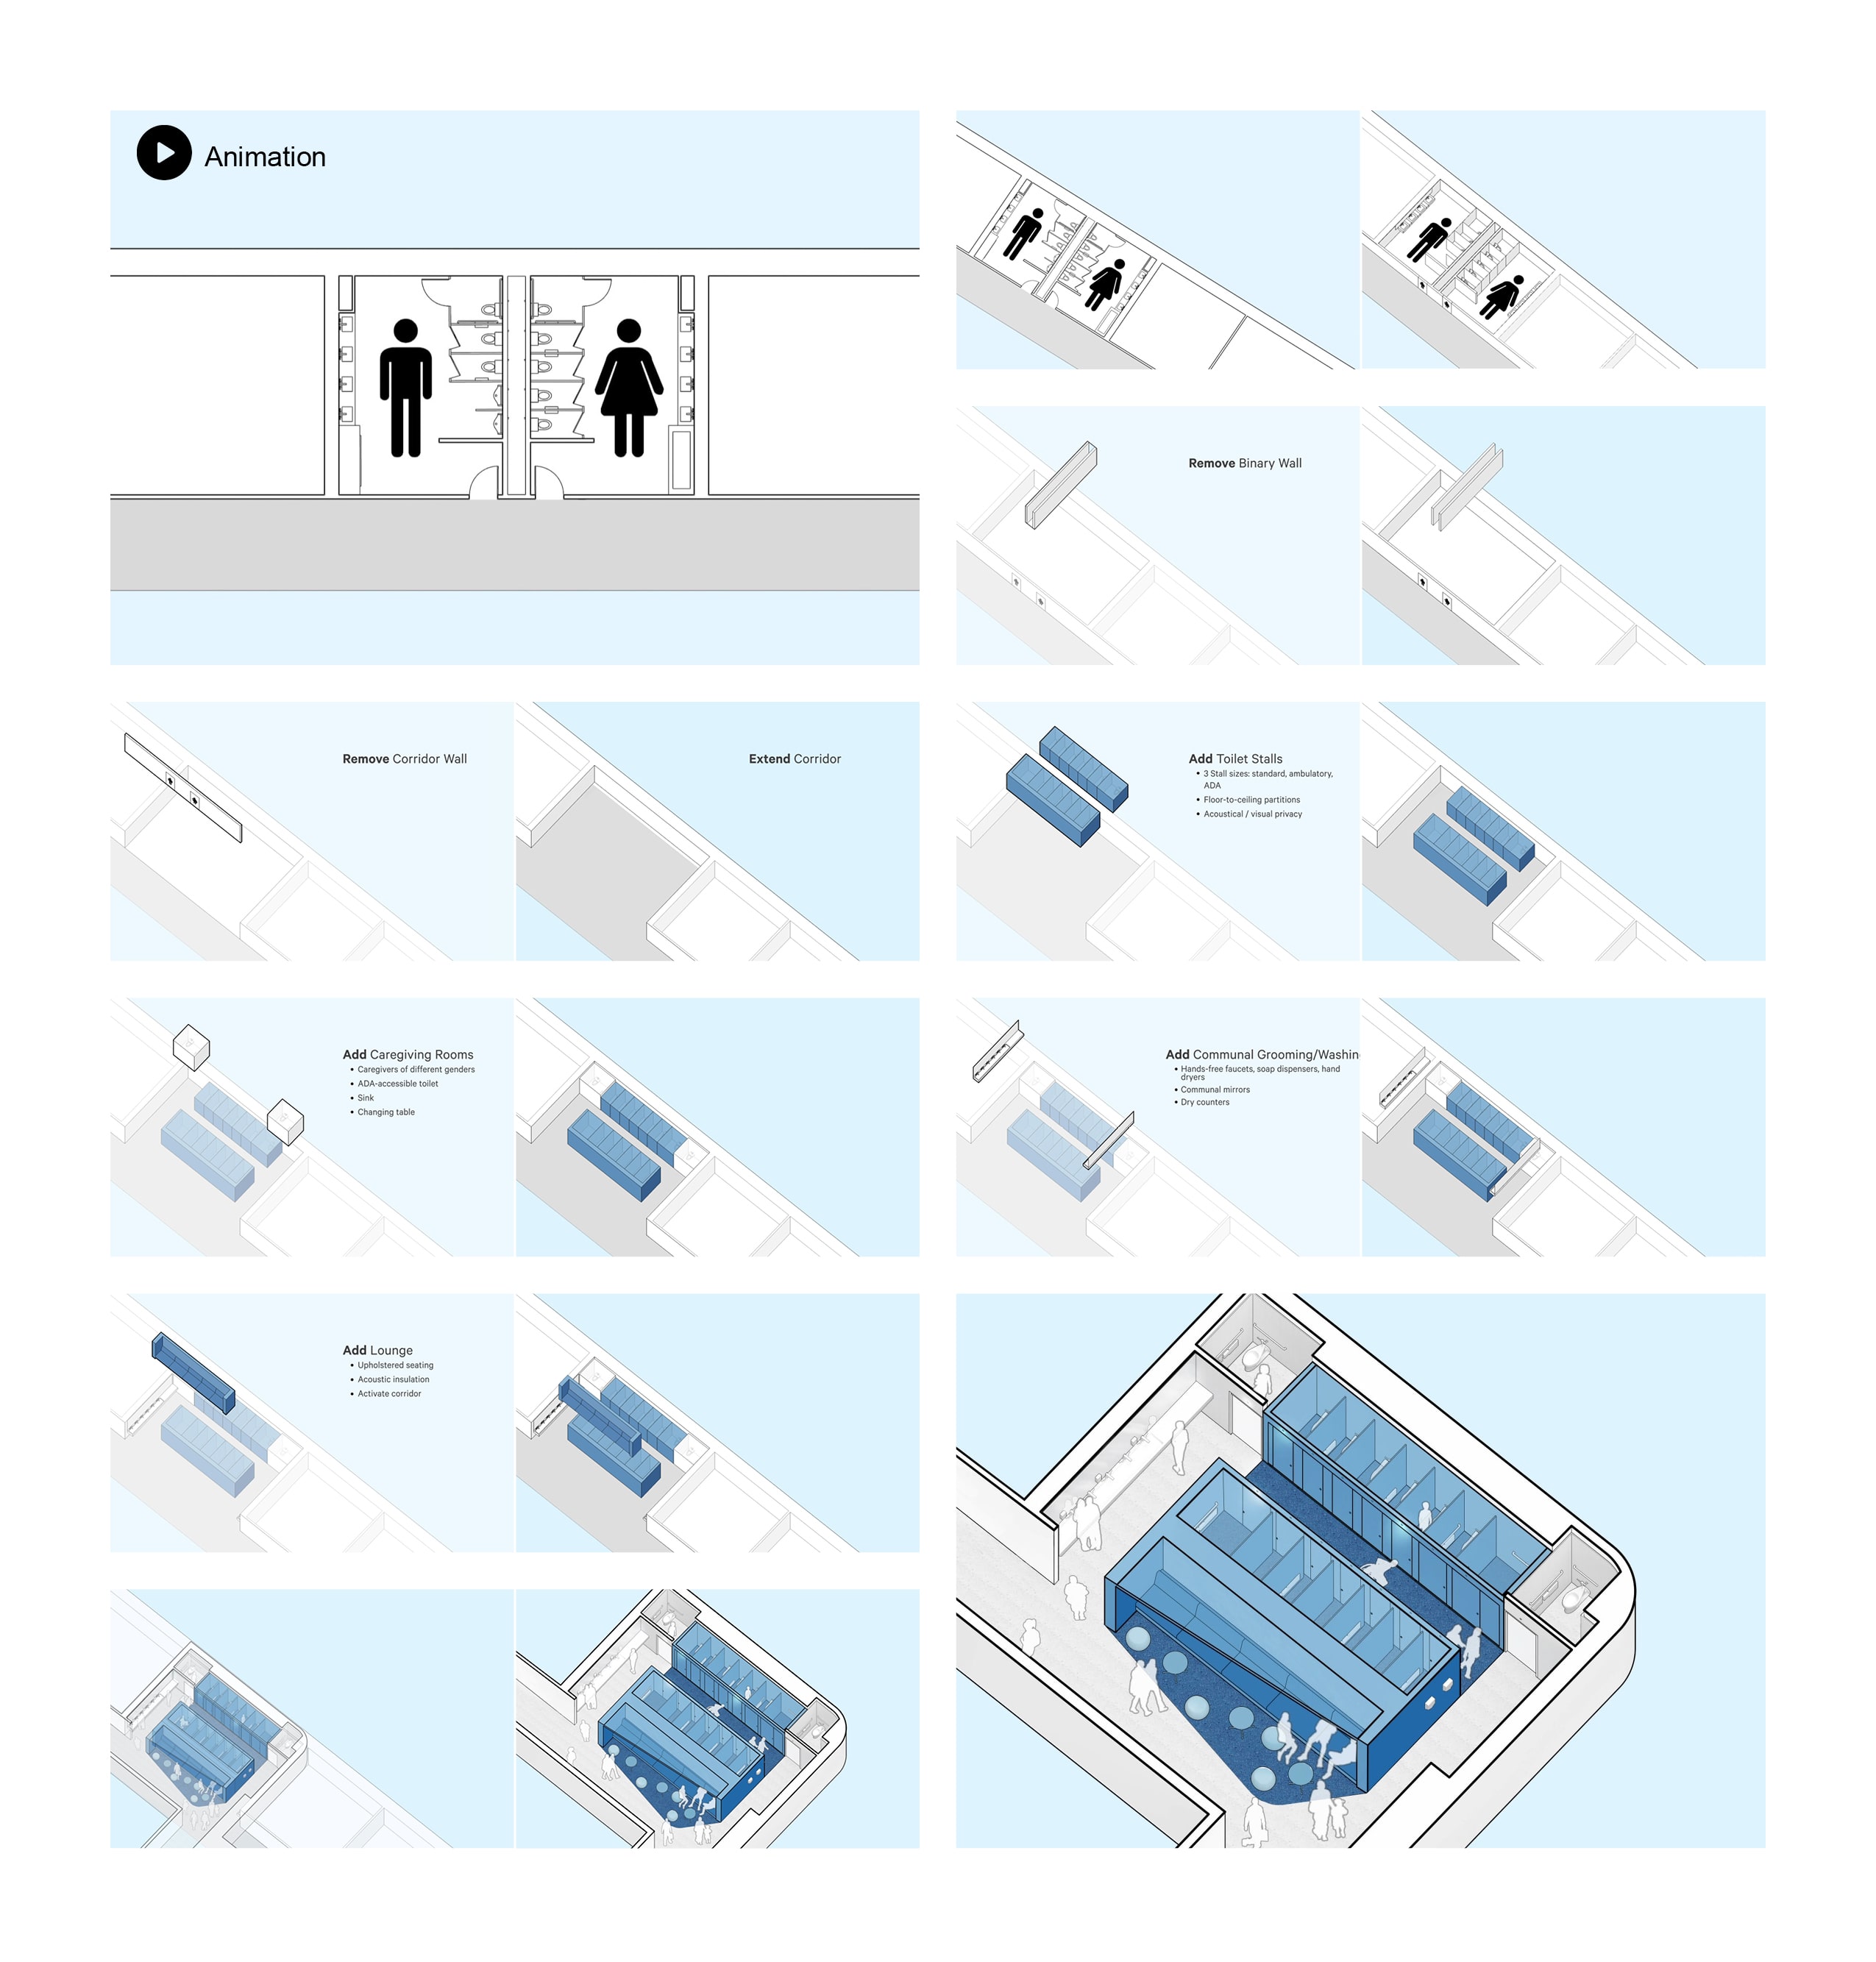 Animation
Remove Binary Wall
Remove Corridor Wall
Extend Corridor
Add Toilet Stalls
• 3 Stall sizes: standard, ambulatory,
ADA
• Floor-to-ceiling partitions
• Acoustical / visual privacy
Add Caregiving Rooms
• Caregivers of different genders
• ADA-accessible toilet
• Sink
• Changing table
Add Communal Grooming/Washin
• Hands-free faucets, soap dispensers, hand
dryers
• Communal mirrors
• Dry counters
Add Lounge
• Upholstered seating
• Acoustic insulation
• Activate corridor